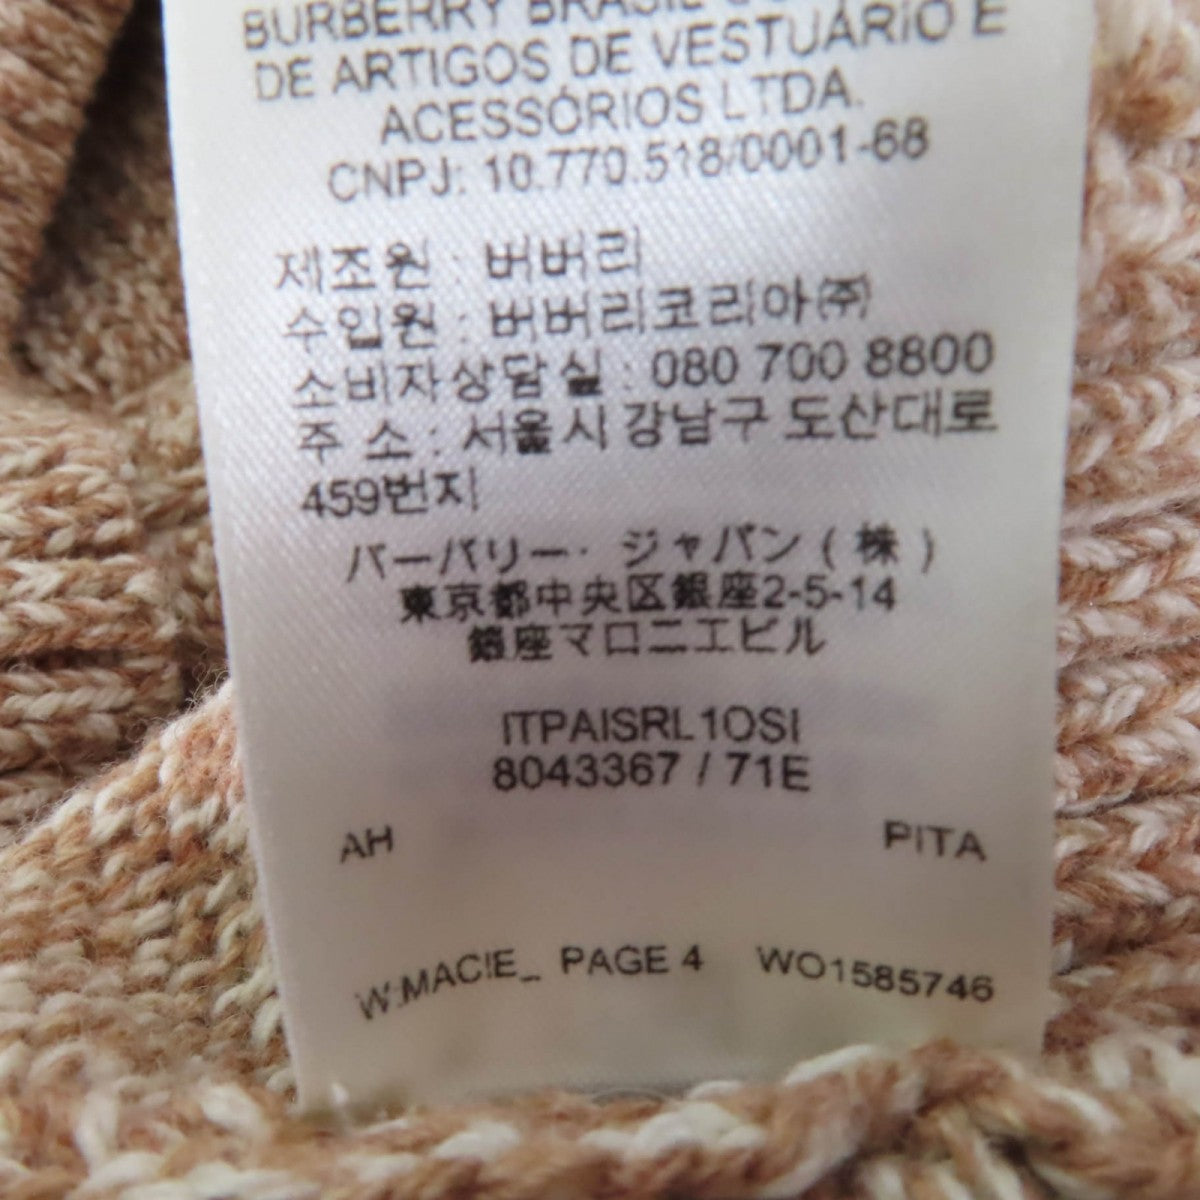 BURBERRY BRASIL
DE ARTIGOS DE VESTUÁRIO E
ACESSÓRIOS LTDA.
CNPJ: 10.770.518/0001-68
제조원 : 버버리
수입원 : 버버리코리아㈜
소비자상담실 : 080 700 8800
주 소 : 서울시 강남구 도산대로
459번지
バーバリー・ジャパン(株)
東京都中央区銀座2-5-14
銀座マロニエビル
ITPAISRL1OSI
8043367 / 71E
AH PITA
W:MACIE_ PAGE 4 WO1585746